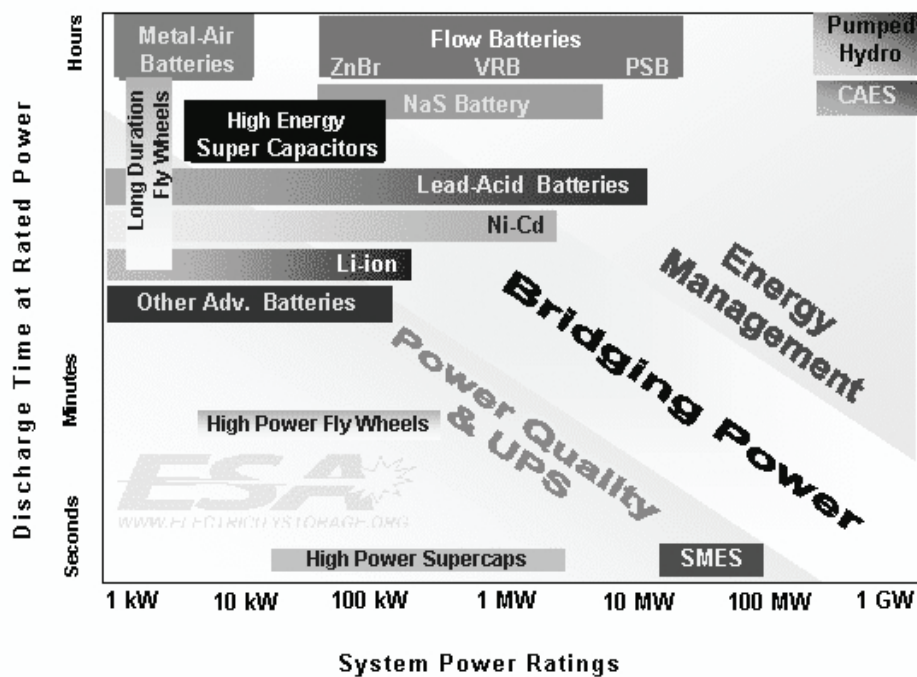 Discharge Time at Rated Power
Hours
Minutes
Seconds
Metal-Air
Batteries
Flow Batteries
ZnBr VRB PSB
Pumped
Hydro
NaS Battery
CAES
High Energy
Super Capacitors
Long Duration
Fly Wheels
Lead-Acid Batteries
Ni-Cd
Li-ion
Other Adv. Batteries
Energy
Management
Bridging Power
Power Quality
& UPS
High Power Fly Wheels
ESA
WWW.ELECTRICITYSTORAGE.ORG
High Power Supercaps
SMES
1 kW 10 kW 100 kW 1 MW 10 MW 100 MW 1 GW
System Power Ratings